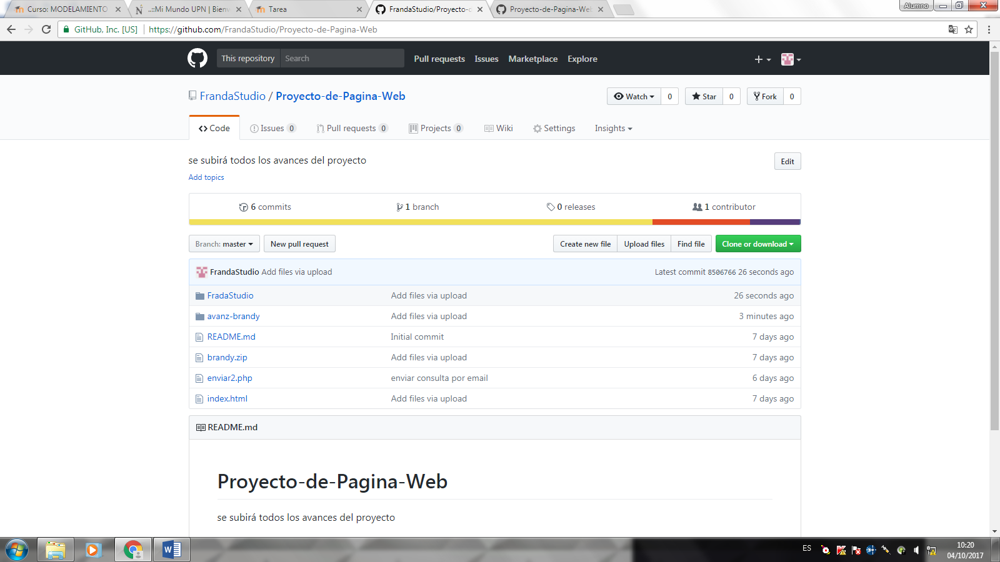 Curso: MODELAMIENTO
..::Mi Mundo UPN | Bienv
Tarea
FrandaStudio/Proyecto-d
Proyecto-de-Pagina-Web
Alumno
GitHub, Inc. [US] https://github.com/FrandaStudio/Proyecto-de-Pagina-Web
This repository Search Pull requests Issues Marketplace Explore
FrandaStudio / Proyecto-de-Pagina-Web
Watch 0 Star 0 Fork 0
Code Issues 0 Pull requests 0 Projects 0 Wiki Settings Insights
se subirá todos los avances del proyecto
Edit
Add topics
6 commits 1 branch 0 releases 1 contributor
Branch: master New pull request Create new file Upload files Find file Clone or download
FrandaStudio Add files via upload Latest commit 8506766 26 seconds ago
FradaStudio Add files via upload 26 seconds ago
avanz-brandy Add files via upload 3 minutes ago
README.md Initial commit 7 days ago
brandy.zip Add files via upload 7 days ago
enviar2.php enviar consulta por email 6 days ago
index.html Add files via upload 7 days ago
README.md
Proyecto-de-Pagina-Web
se subirá todos los avances del proyecto
ES
10:20
04/10/2017